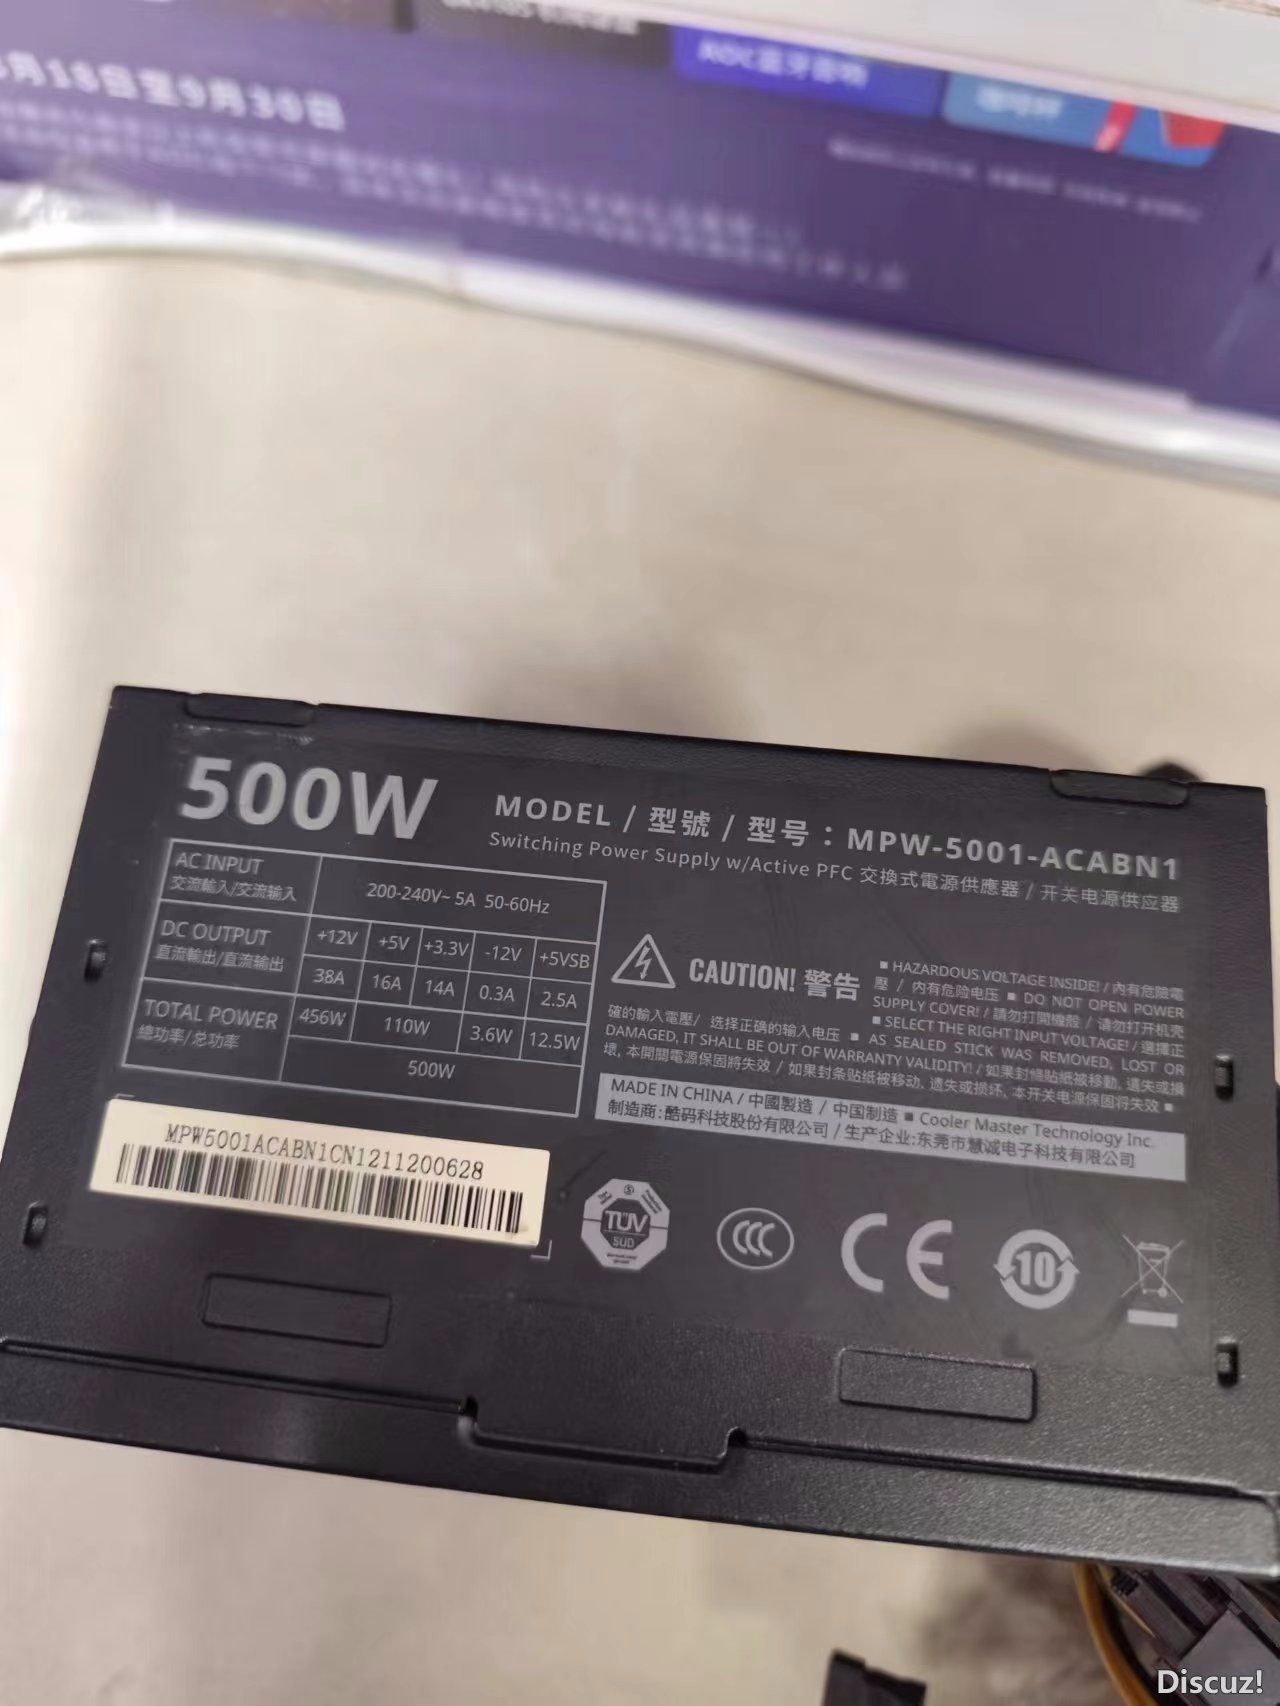 月18日至9月30日
500W
MODEL / 型號 / 型号：MPW-5001-ACABN1
Switching Power Supply w/Active PFC 交換式電源供應器 / 开关电源供应器
AC INPUT
交流輸入/交流输入
200-240V~ 5A 50-60Hz
DC OUTPUT
直流輸出/直流输出
+12V +5V +3.3V -12V +5VSB
38A 16A 14A 0.3A 2.5A
TOTAL POWER
總功率/总功率
456W 110W 3.6W 12.5W
500W
CAUTION! 警告
■ HAZARDOUS VOLTAGE INSIDE! / 內有危險電
壓 / 内有危险电压 ■ DO NOT OPEN POWER
SUPPLY COVER! / 請勿打開機殼 / 请勿打开机壳
■ SELECT THE RIGHT INPUT VOLTAGE! / 選擇正
確的輸入電壓/ 选择正确的输入电压 ■ AS SEALED STICK WAS REMOVED, LOST OR
DAMAGED, IT SHALL BE OUT OF WARRANTY VALIDITY! / 如果封條貼紙被移動, 遺失或損
壞, 本開關電源保固將失效 / 如果封条贴纸被移动, 遗失或损坏, 本开关电源保固将失效 ■
MADE IN CHINA / 中國製造 / 中国制造 ■ Cooler Master Technology Inc.
制造商: 酷码科技股份有限公司 / 生产企业:东莞市慧诚电子科技有限公司
MPW5001ACABN1CN1211200628
TÜV
SÜD
CCC
CE
10
Discuz!